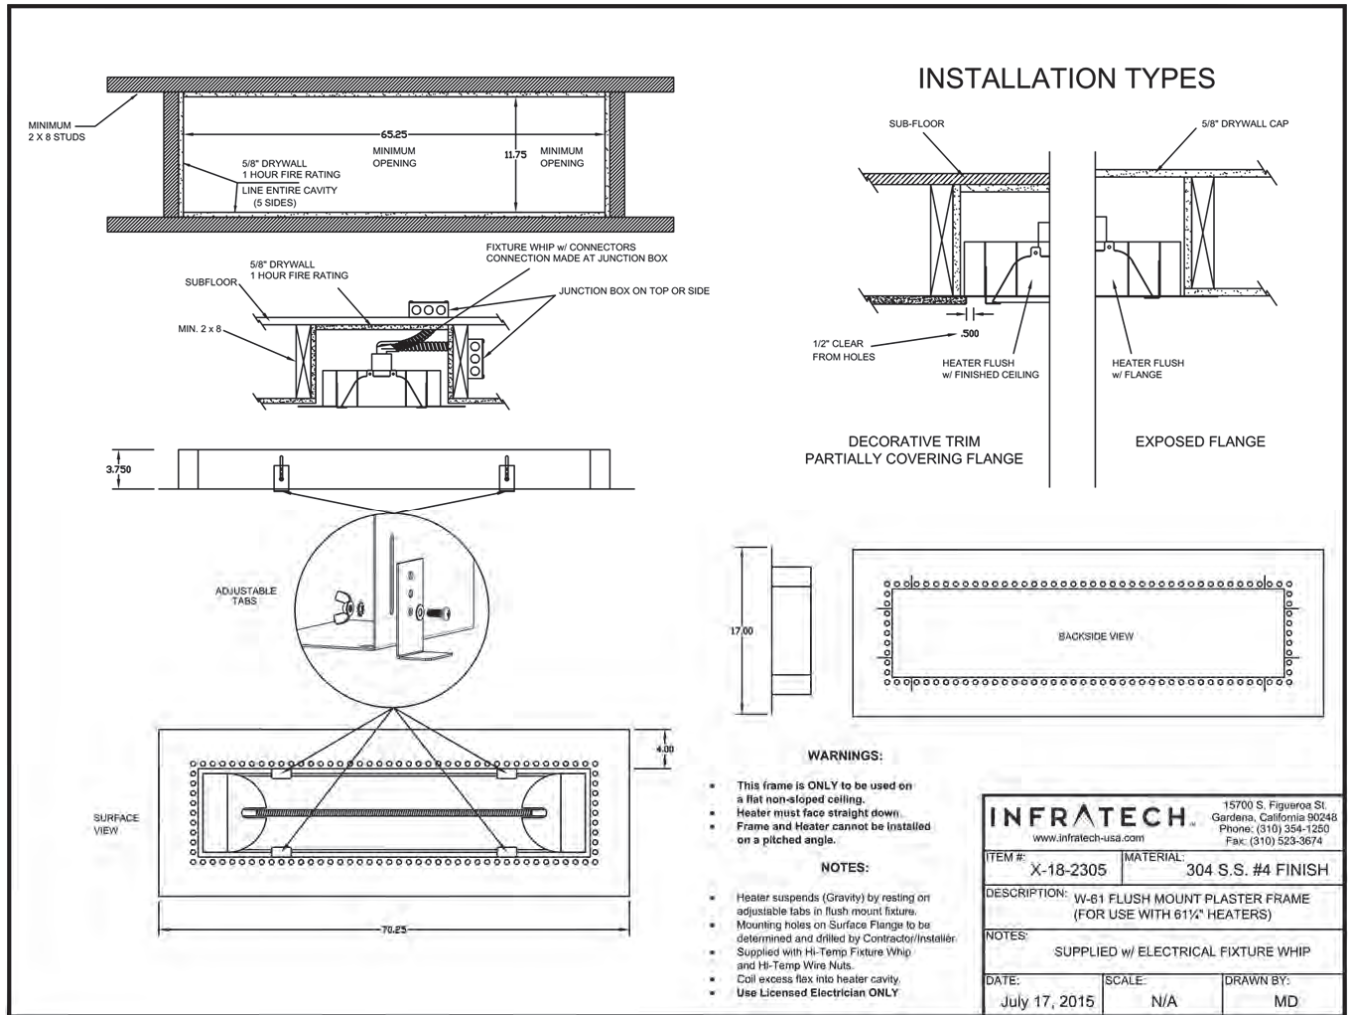 MINIMUM
2 X 8 STUDS
65.25
MINIMUM
OPENING
11.75
MINIMUM
OPENING
5/8" DRYWALL
1 HOUR FIRE RATING
LINE ENTIRE CAVITY
(5 SIDES)
FIXTURE WHIP w/ CONNECTORS
CONNECTION MADE AT JUNCTION BOX
5/8" DRYWALL
1 HOUR FIRE RATING
SUBFLOOR
JUNCTION BOX ON TOP OR SIDE
MIN. 2 x 8
3.750
ADJUSTABLE
TABS
SURFACE
VIEW
4.00
70.25
INSTALLATION TYPES
SUB-FLOOR
5/8" DRYWALL CAP
.500
1/2" CLEAR
FROM HOLES
HEATER FLUSH
w/ FINISHED CEILING
HEATER FLUSH
w/ FLANGE
DECORATIVE TRIM
PARTIALLY COVERING FLANGE
EXPOSED FLANGE
17.00
BACKSIDE VIEW
WARNINGS:
▪ This frame is ONLY to be used on
a flat non-sloped ceiling.
▪ Heater must face straight down.
▪ Frame and Heater cannot be installed
on a pitched angle.
NOTES:
▪ Heater suspends (Gravity) by resting on
adjustable tabs in flush mount fixture.
▪ Mounting holes on Surface Flange to be
determined and drilled by Contractor/Installer.
▪ Supplied with Hi-Temp Fixture Whip
and Hi-Temp Wire Nuts.
▪ Coil excess flex into heater cavity.
▪ Use Licensed Electrician ONLY
INFRATECH™
www.infratech-usa.com
15700 S. Figueroa St.
Gardena, California 90248
Phone: (310) 354-1250
Fax: (310) 523-3674
ITEM #:
X-18-2305
MATERIAL:
304 S.S. #4 FINISH
DESCRIPTION:
W-61 FLUSH MOUNT PLASTER FRAME
(FOR USE WITH 61¼" HEATERS)
NOTES:
SUPPLIED w/ ELECTRICAL FIXTURE WHIP
DATE:
July 17, 2015
SCALE:
N/A
DRAWN BY:
MD